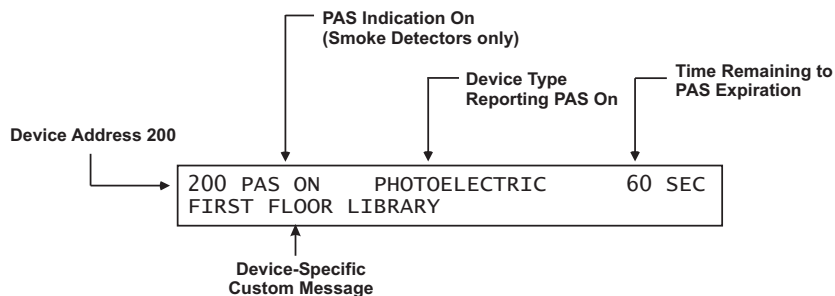 PAS Indication On
(Smoke Detectors only)
Device Type
Reporting PAS On
Time Remaining to
PAS Expiration
Device Address 200
200 PAS ON PHOTOELECTRIC 60 SEC
FIRST FLOOR LIBRARY
Device-Specific
Custom Message